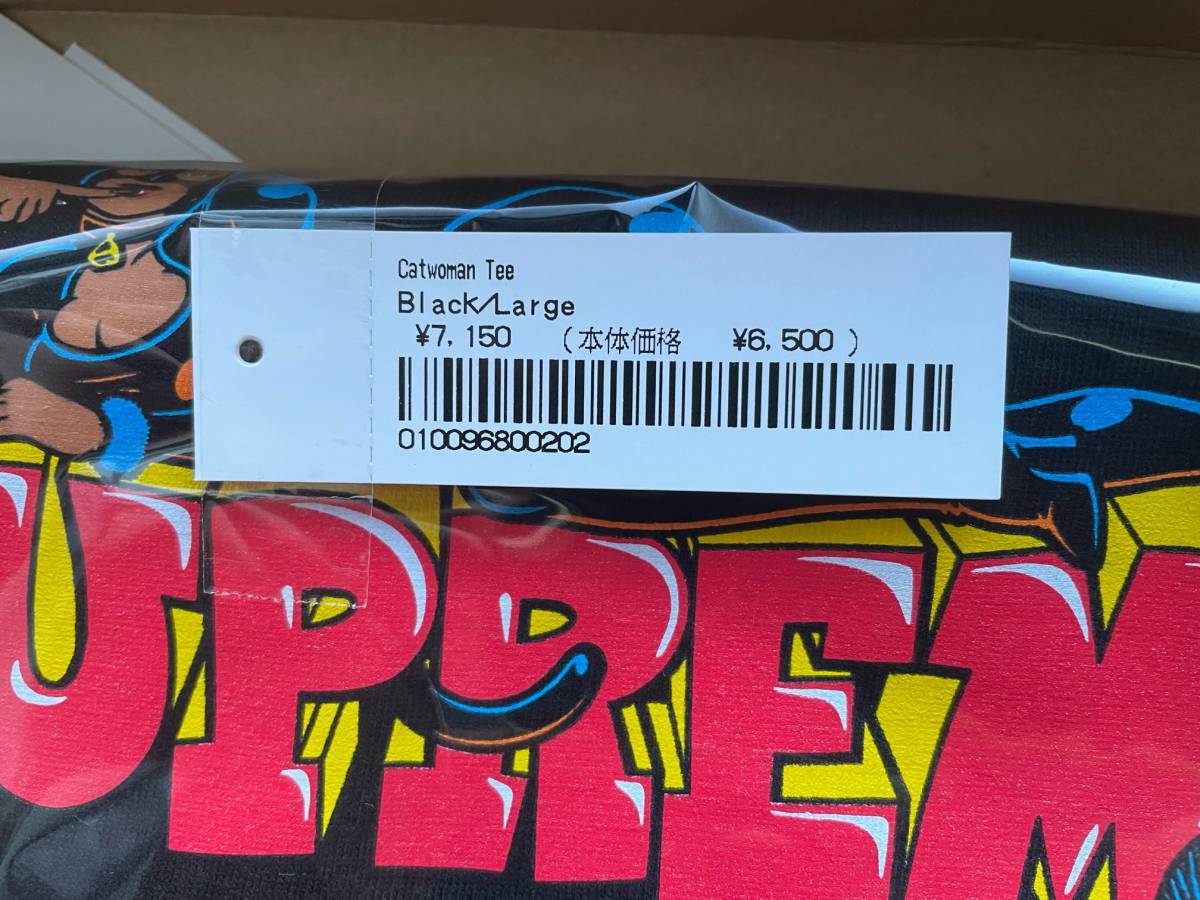 Catwoman Tee
Black/Large
¥7,150 (本体価格 ¥6,500)
010096800202
UPREM